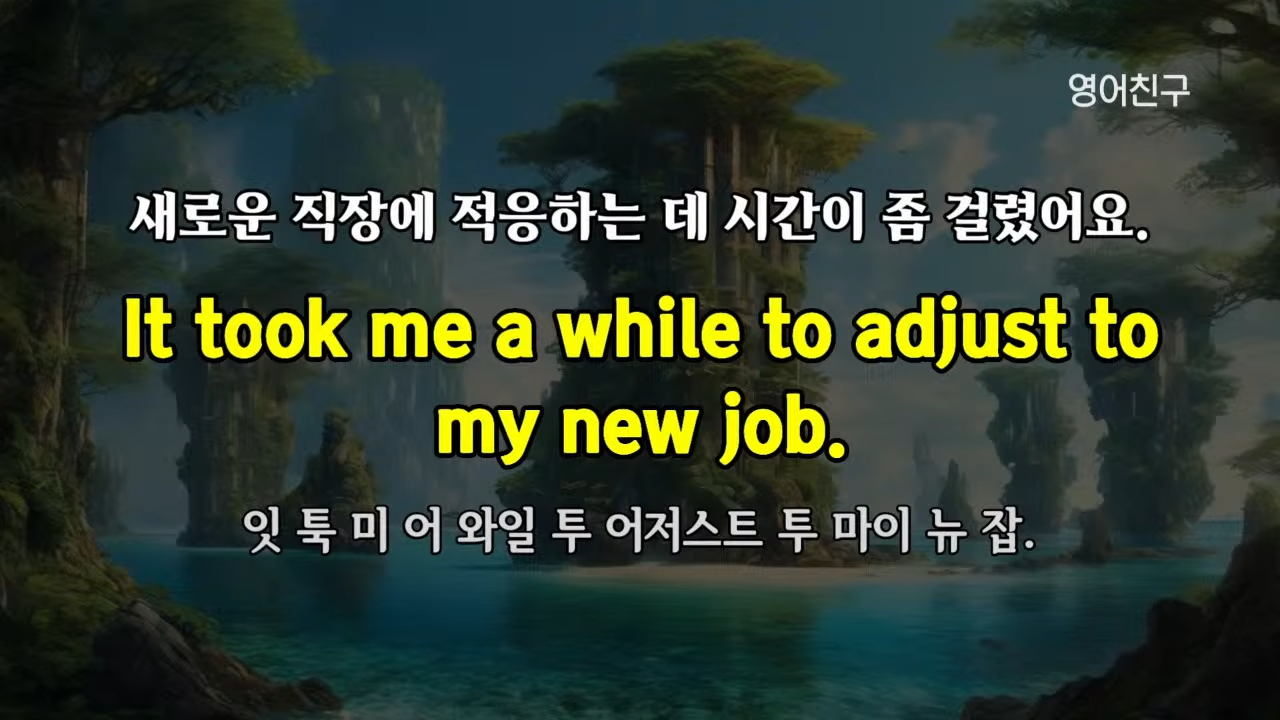 영어친구
새로운 직장에 적응하는 데 시간이 좀 걸렸어요.
It took me a while to adjust to
my new job.
잇 툭 미 어 와일 투 어저스트 투 마이 뉴 잡.